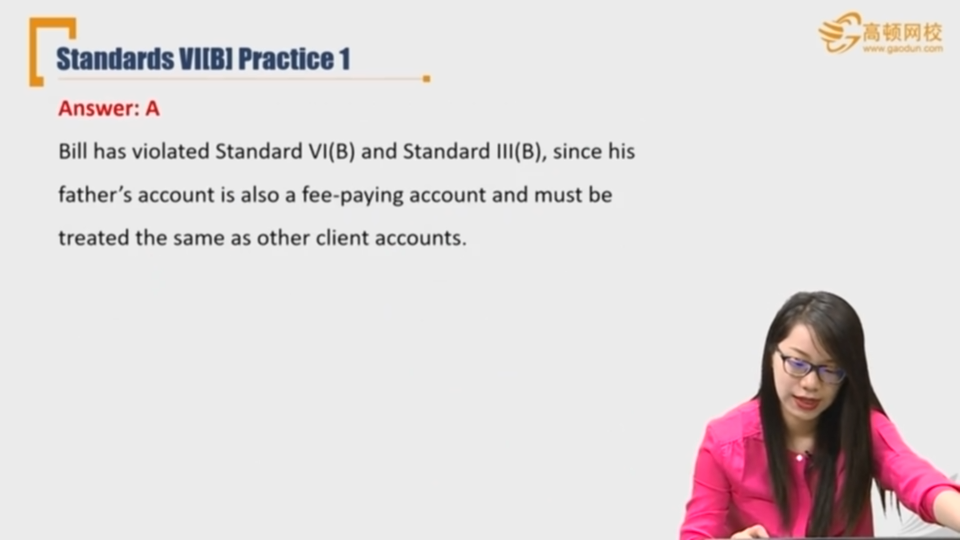 Standards VI[B] Practice 1
高顿网校
www.gaodun.com
Answer: A
Bill has violated Standard VI(B) and Standard III(B), since his
father's account is also a fee-paying account and must be
treated the same as other client accounts.